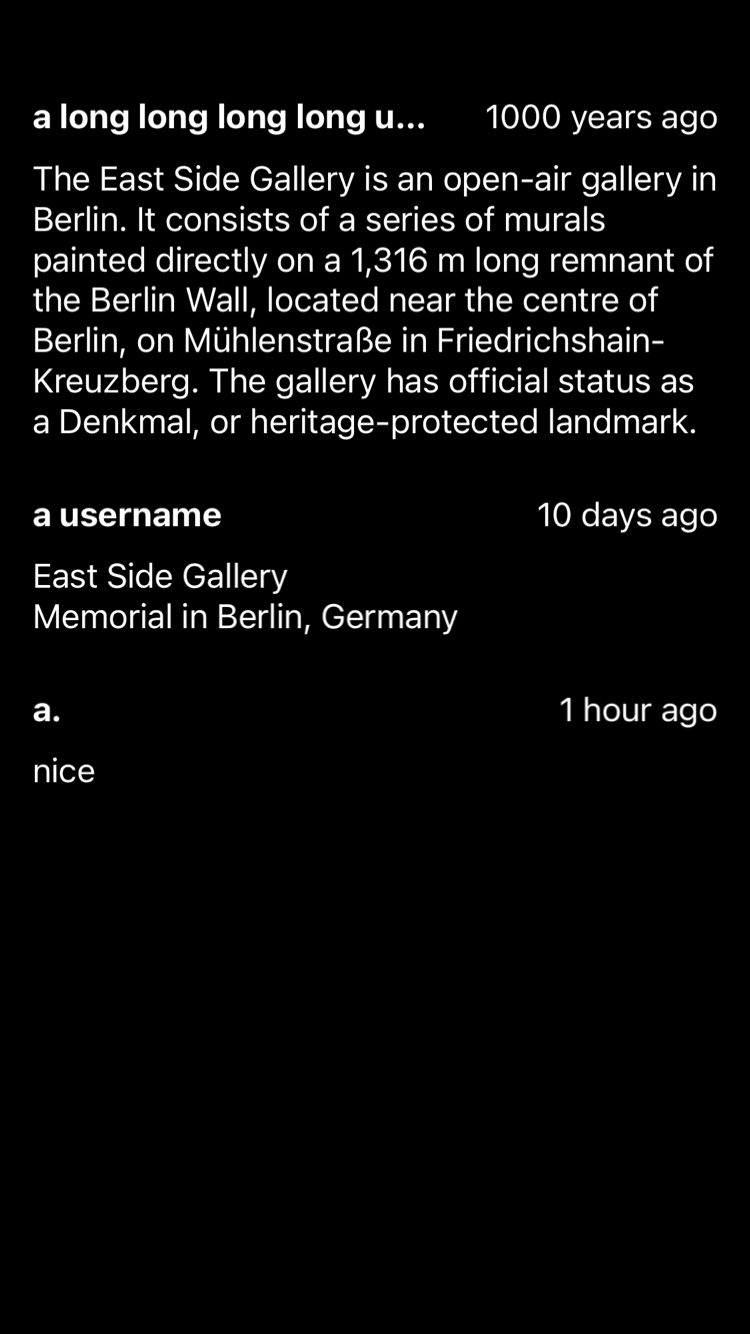 a long long long long u... 1000 years ago
The East Side Gallery is an open-air gallery in
Berlin. It consists of a series of murals
painted directly on a 1,316 m long remnant of
the Berlin Wall, located near the centre of
Berlin, on Mühlenstraße in Friedrichshain-
Kreuzberg. The gallery has official status as
a Denkmal, or heritage-protected landmark.
a username 10 days ago
East Side Gallery
Memorial in Berlin, Germany
a. 1 hour ago
nice